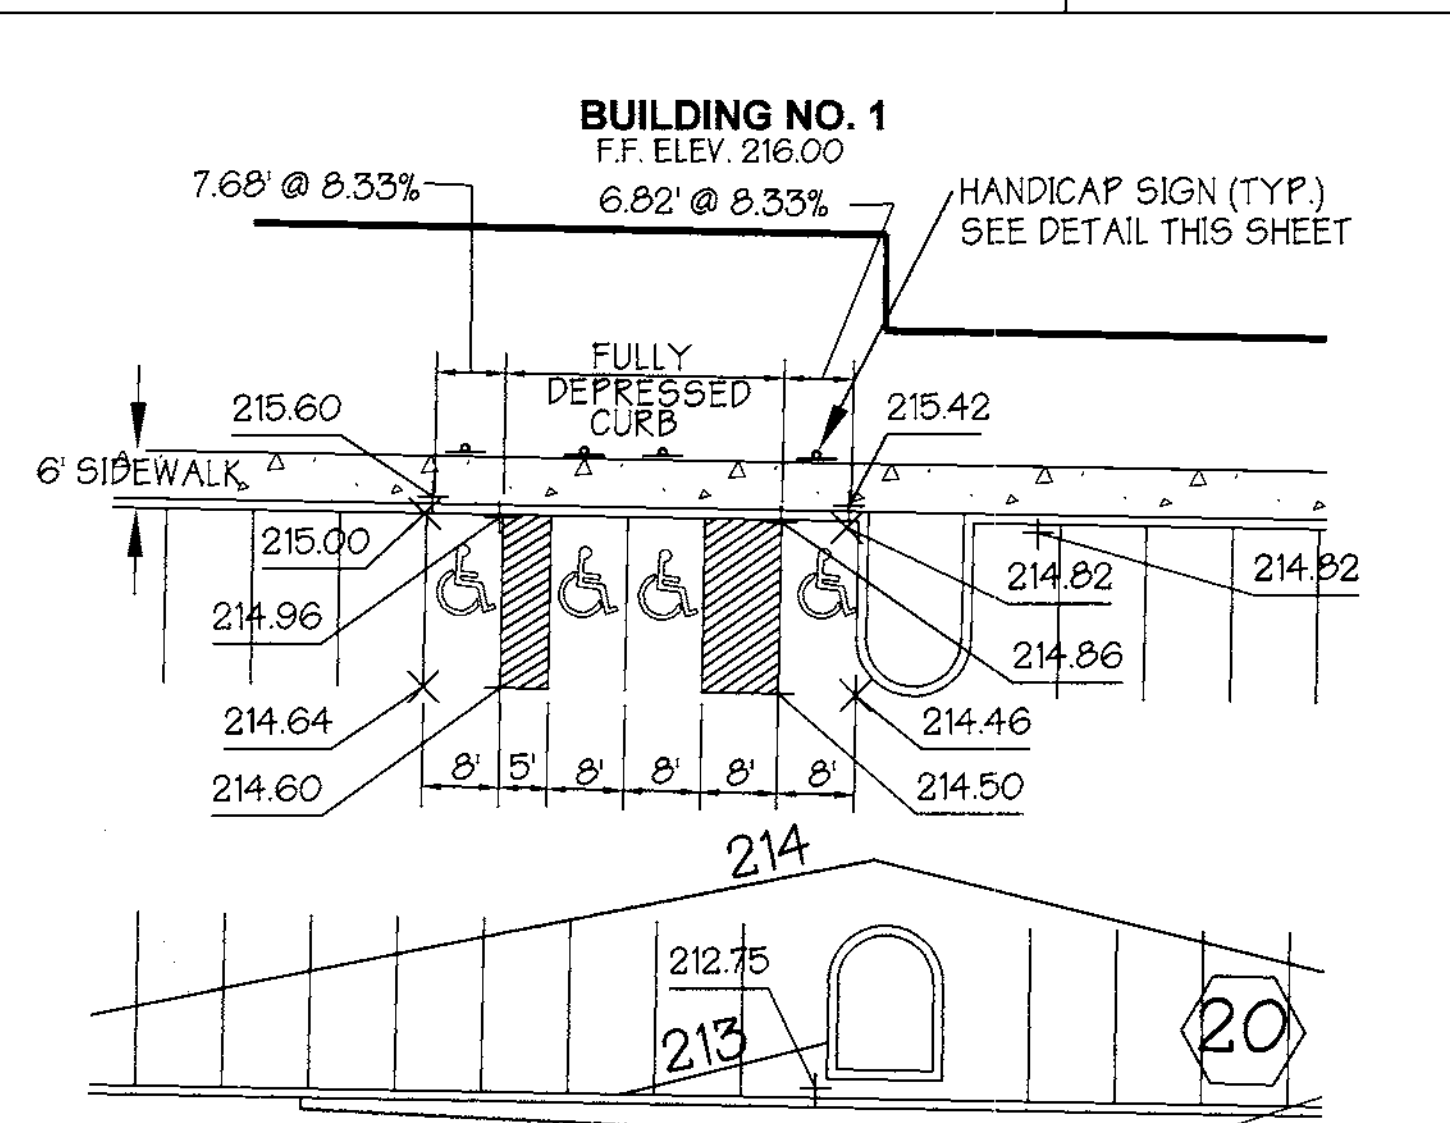 BUILDING NO. 1
F.F. ELEV. 216.00
7.68' @ 8.33%
6.82' @ 8.33%
HANDICAP SIGN (TYP.)
SEE DETAIL THIS SHEET
FULLY
DEPRESSED
CURB
215.60
215.42
6' SIDEWALK
215.00
214.82
214.82
214.96
214.86
214.64
214.46
214.60
8' 5' 8' 8' 8' 8'
214.50
214
212.75
213
20